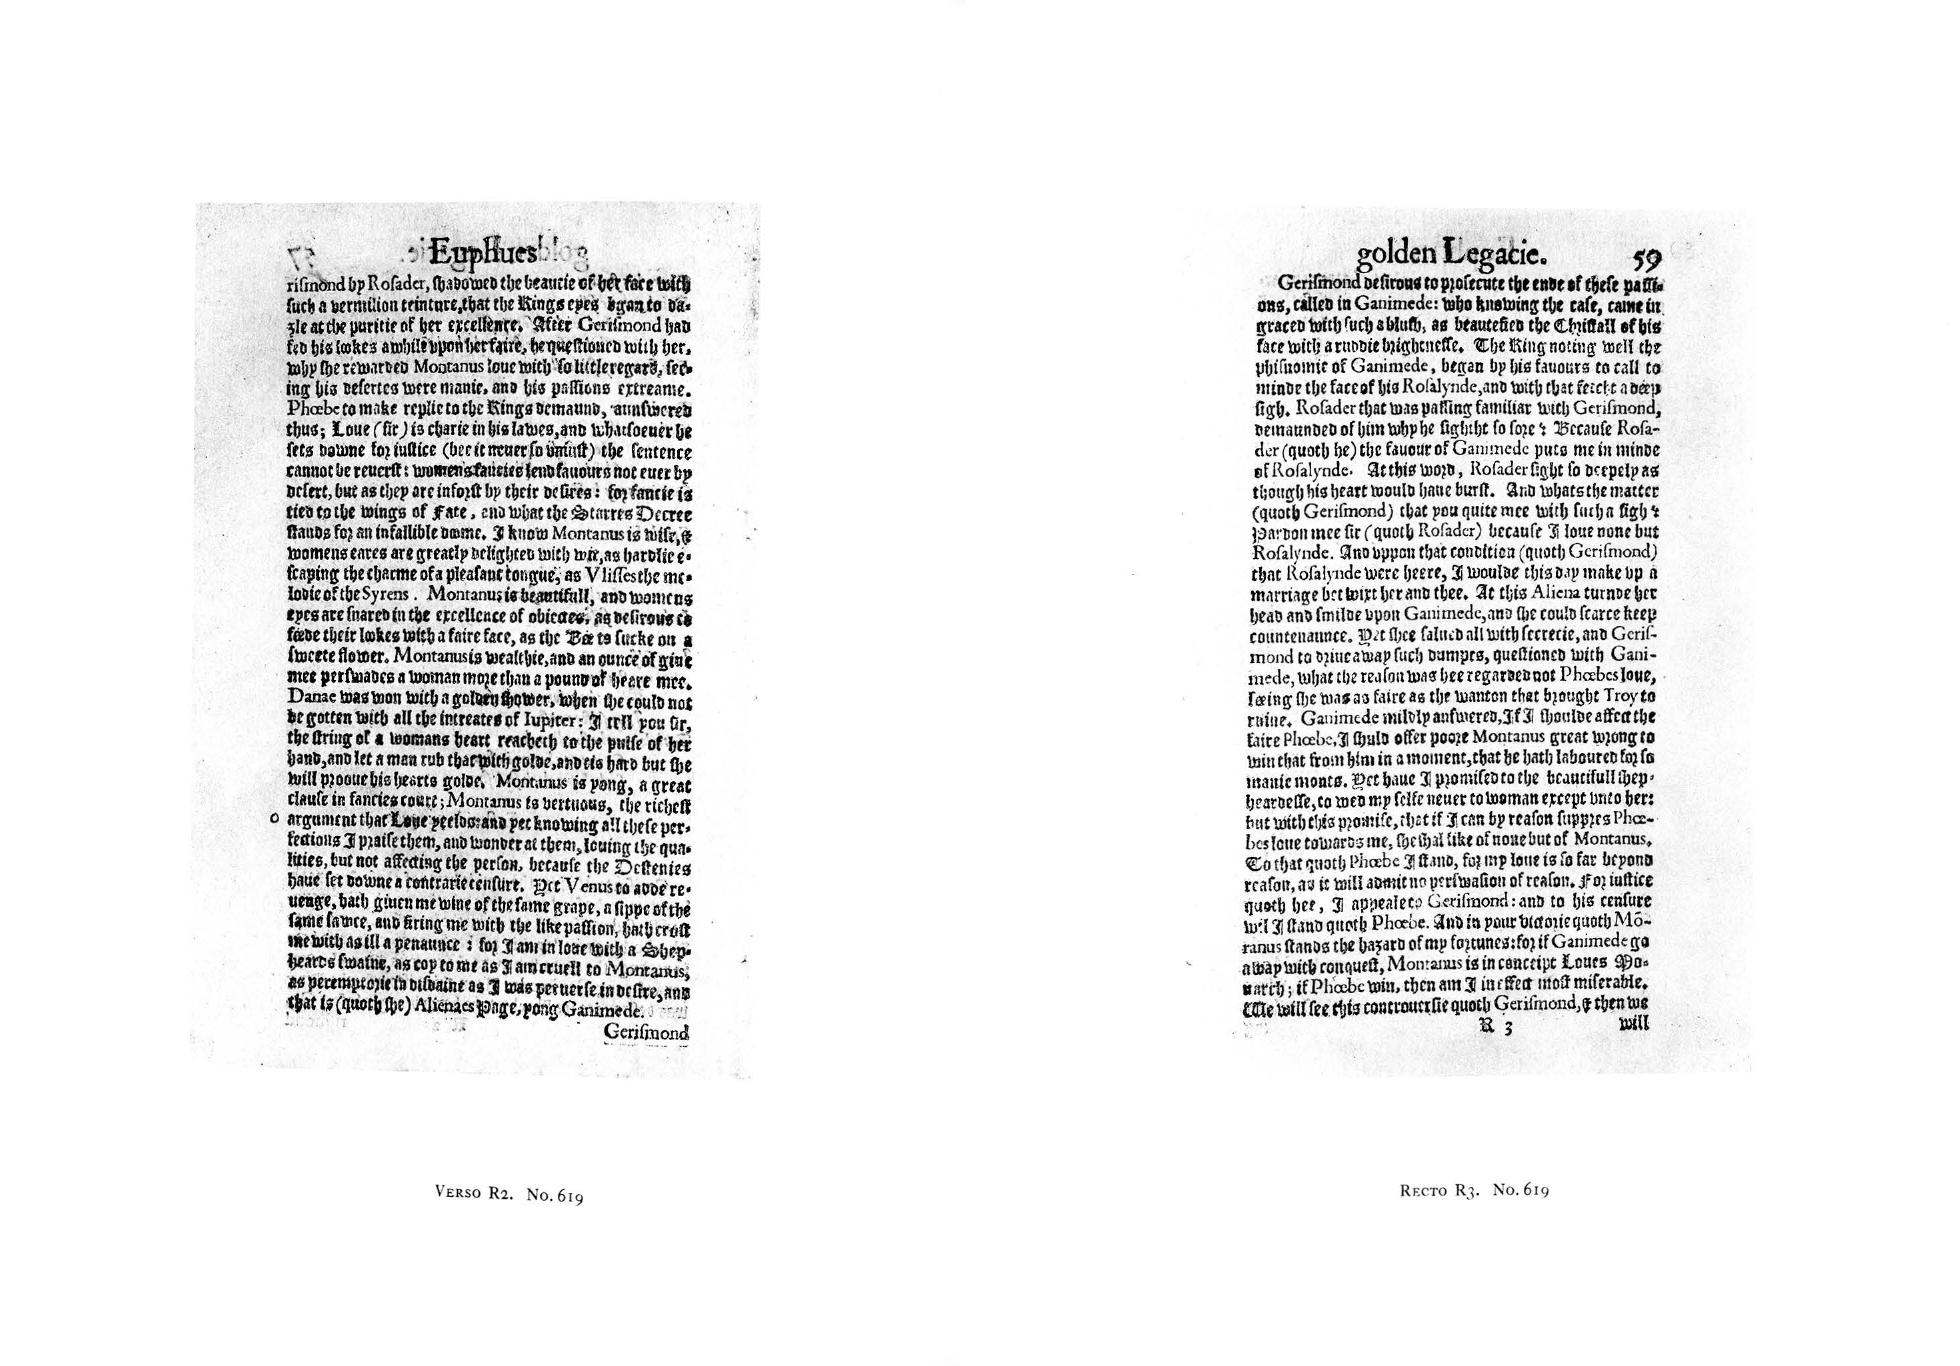 Euphues
risimond by Rosader, shadowed the beautie of her face with
such a vermilion teinture, that the Kings eyes began to da-
zle at the puritie of her excellence. After Gerismond had
fed his lookes awhile vpon her faire, he questioned with her,
why she rewarded Montanus loue with so little regard, see-
ing his desertes were manie, and his passions extreame.
Phœbe to make replie to the Kings demaund, aunswered
thus; Loue (sir) is charie in his lawes, and whatsoeuer he
sets downe for iustice (bee it neuer so vniust) the sentence
cannot be reuerst: womens fancies lend fauours not euer by
desert, but as they are inforst by their desires: for fancie is
tied to the wings of Fate, and what the Starres Decree
stands for an infallible doome. I know Montanus is wise, &
womens eares are greatly delighted with wit, as hardlie e-
scaping the charme of a pleasant tongue, as Vlisses the me-
lodie of the Syrens. Montanus is beautifull, and womens
eyes are snared in the excellence of obiectes, as desirous to
feede their lookes with a faire face, as the Bee to sucke on a
sweete flower. Montanus is wealthie, and an ounce of giue
mee perswades a woman more than a pound of heare mee.
Danae was won with a golden shower, when she could not
be gotten with all the intreates of Iupiter: I tell you sir,
the string of a womans heart reacheth to the pulse of her
hand, and let a man rub that with golde, and tis hard but she
will prooue his hearts golde. Montanus is yong, a great
clause in fancies court; Montanus is vertuous, the richest
argument that Loue yeelds: and yet knowing all these per-
fections I praise them, and wonder at them, louing the qua-
lities, but not affecting the person, because the Destenies
haue set downe a contrarie censure. Yet Venus to adde re-
uenge, hath giuen me wine of the same grape, a sippe of the
same sawce, and firing me with the like passion, hath crost
me with as ill a penaunce: for I am in loue with a Shep-
heards swaine, as coy to me as I am cruell to Montanus,
as peremptorie in disdaine as I was peruerse in desire, and
that is (quoth she) Alienaes Page, yong Ganimede.
Gerismond
VERSO R2. No. 619
golden Legacie. 59
Gerismond desirous to prosecute the ende of these passi-
ons, called in Ganimede: who knowing the case, came in
graced with such a blush, as beautefied the Christall of his
face with a ruddie brightnesse. The King noting well the
phisnomie of Ganimede, began by his fauours to call to
minde the face of his Rosalynde, and with that fetcht a deep
sigh. Rosader that was passing familiar with Gerismond,
demaunded of him why he sighht so sore? Because Rosa-
der (quoth he) the fauour of Ganimede puts me in minde
of Rosalynde. At this word, Rosader sight so deepely as
though his heart would haue burst. And whats the matter
(quoth Gerismond) that you quite mee with such a sigh?
Pardon mee sir (quoth Rosader) because I loue none but
Rosalynde. And vppon that condition (quoth Gerismond)
that Rosalynde were heere, I woulde this day make vp a
marriage betwixt her and thee. At this Aliena turnde her
head and smilde vpon Ganimede, and she could scarce keep
countenaunce. Yet shee salued all with secrecie, and Geris-
mond to driue away such dumpes, questioned with Gani-
mede, what the reason was hee regarded not Phœbes loue,
seeing she was as faire as the wanton that brought Troy to
ruine. Ganimede mildly answered, If I shoulde affect the
faire Phœbe, I shuld offer poore Montanus great wrong to
win that from him in a moment, that he hath laboured for so
manie monts. Yet haue I promised to the beautifull shep-
heardesse, to wed my selfe neuer to woman except vnto her:
but with this promise, that if I can by reason suppres Phœ-
bes loue towards me, she shal like of none but of Montanus.
To that quoth Phœbe I stand, for my loue is so far beyond
reason, as it will admit no perswasion of reason. For iustice
quoth hee, I appeale to Gerismond: and to his censure
wil I stand quoth Phœbe. And in your victorie quoth Mō-
tanus stands the hazard of my fortunes: for if Ganimede go
away with conquest, Montanus is in conceipt Loues Mo-
narch; if Phœbe win, then am I in effect most miserable.
We will see this controuersie quoth Gerismond, & then we
R 3 will
RECTO R3. No. 619